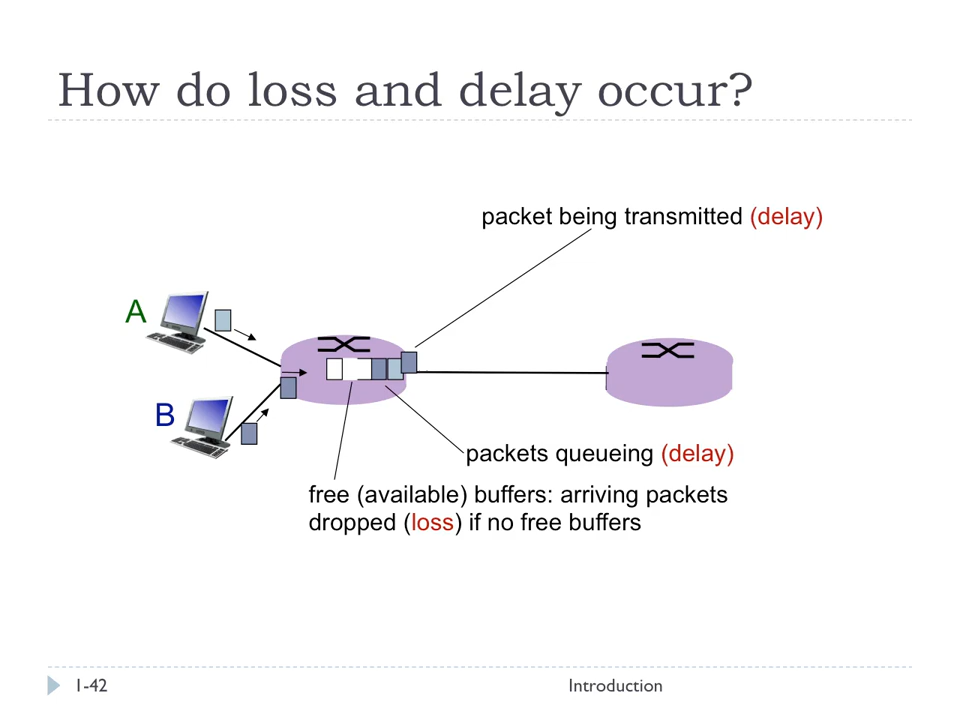 How do loss and delay occur?
packet being transmitted (delay)
A
B
packets queueing (delay)
free (available) buffers: arriving packets
dropped (loss) if no free buffers
1-42
Introduction